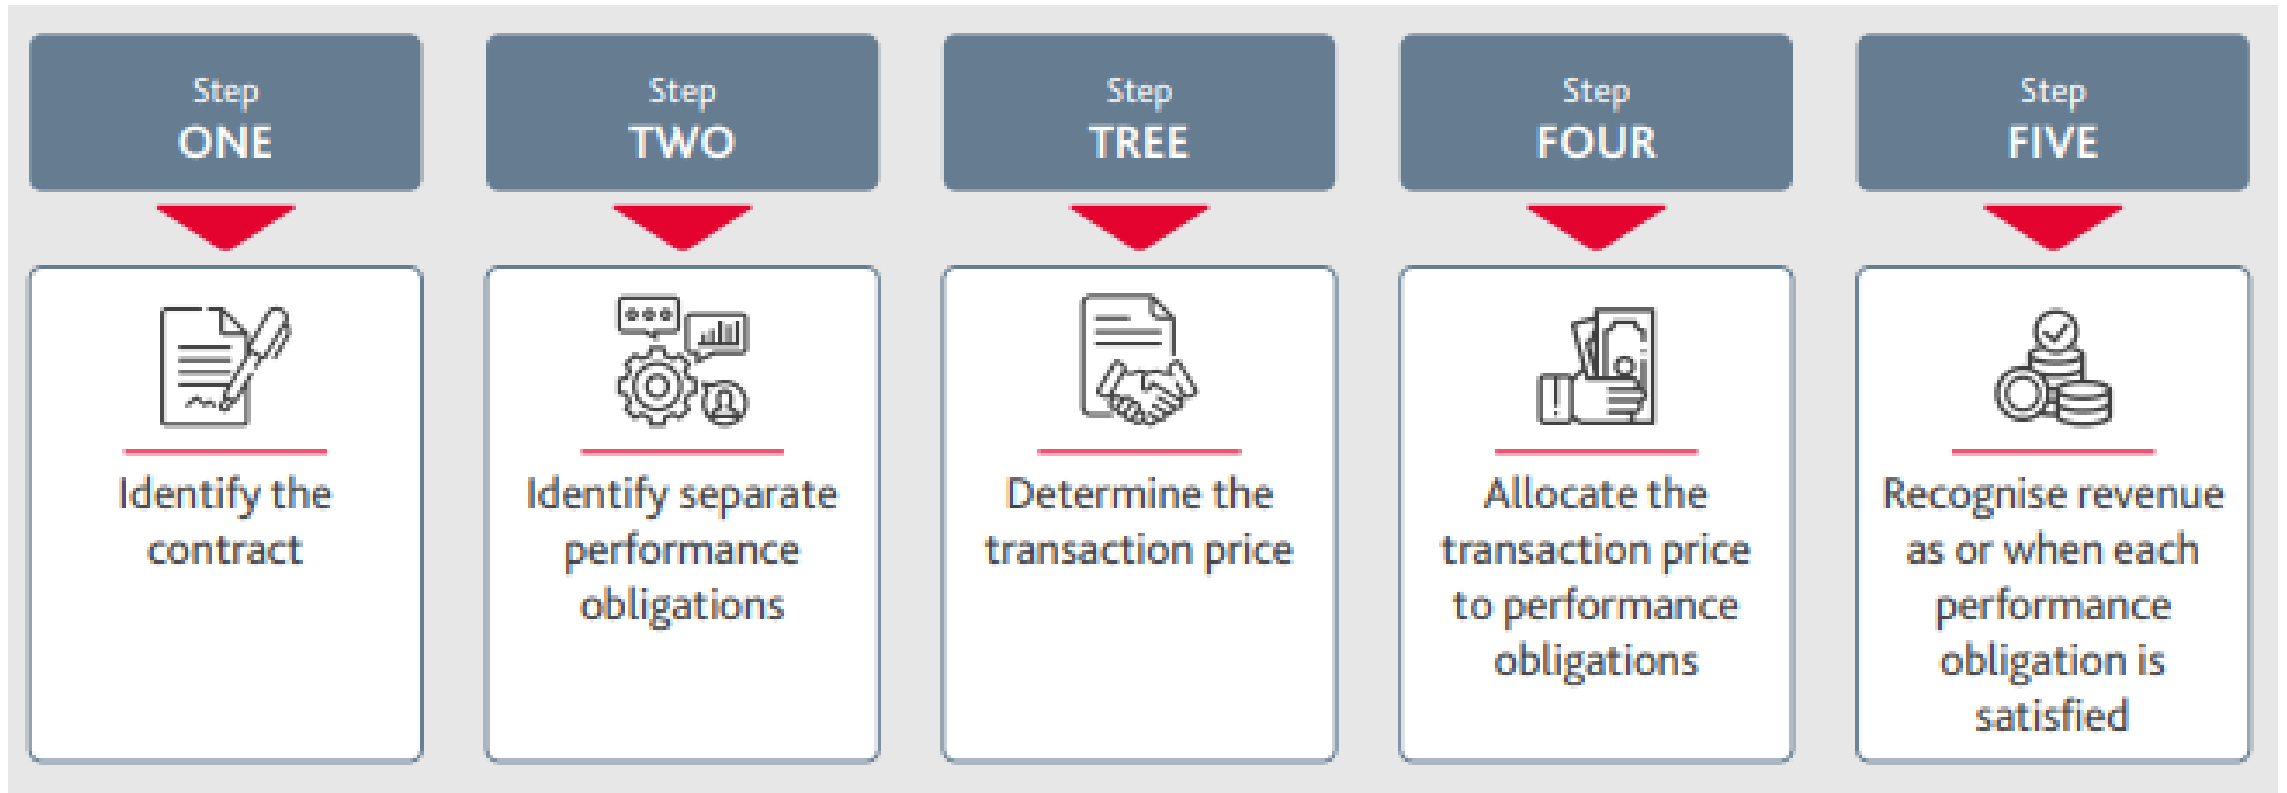 Step
ONE
Step
TWO
Step
TREE
Step
FOUR
Step
FIVE
Identify the
contract
Identify separate
performance
obligations
Determine the
transaction price
Allocate the
transaction price
to performance
obligations
Recognise revenue
as or when each
performance
obligation is
satisfied